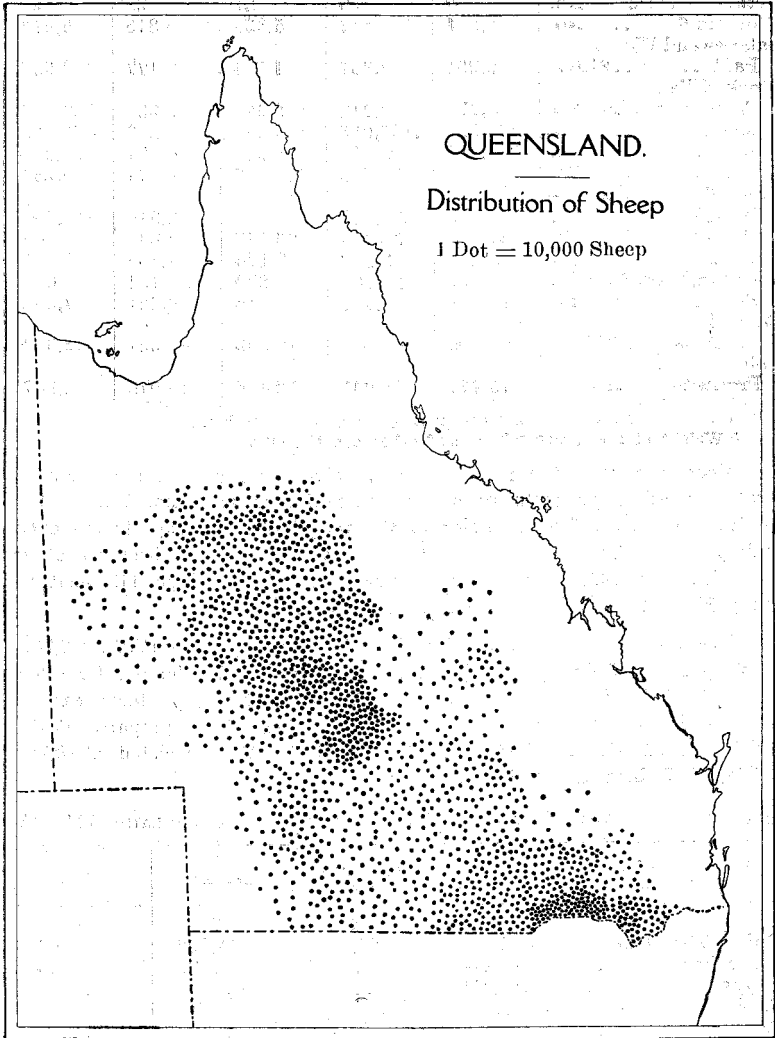 QUEENSLAND.
Distribution of Sheep
1 Dot = 10,000 Sheep